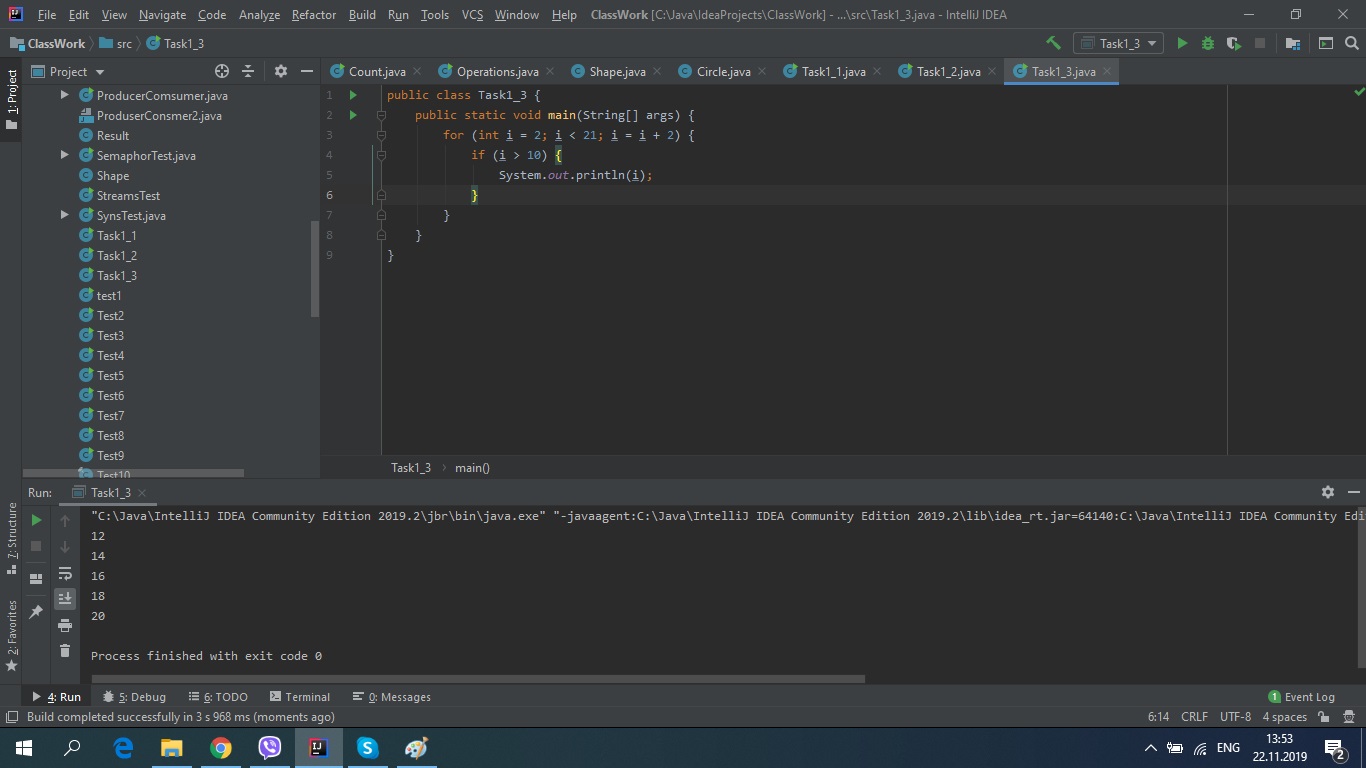 File Edit View Navigate Code Analyze Refactor Build Run Tools VCS Window Help ClassWork [C:\Java\IdeaProjects\ClassWork] - ...\src\Task1_3.java - IntelliJ IDEA
ClassWork src Task1_3 Task1_3
1: Project
Project
Count.java Operations.java Shape.java Circle.java Task1_1.java Task1_2.java Task1_3.java
ProducerComsumer.java
ProduserConsmer2.java
Result
SemaphorTest.java
Shape
StreamsTest
SynsTest.java
Task1_1
Task1_2
Task1_3
test1
Test2
Test3
Test4
Test5
Test6
Test7
Test8
Test9
Test10
1 public class Task1_3 {
2 public static void main(String[] args) {
3 for (int i = 2; i < 21; i = i + 2) {
4 if (i > 10) {
5 System.out.println(i);
6 }
7 }
8 }
9 }
Task1_3 main()
Run: Task1_3
7: Structure
2: Favorites
"C:\Java\IntelliJ IDEA Community Edition 2019.2\jbr\bin\java.exe" "-javaagent:C:\Java\IntelliJ IDEA Community Edition 2019.2\lib\idea_rt.jar=64140:C:\Java\IntelliJ IDEA Community Edi
12
14
16
18
20
Process finished with exit code 0
4: Run 5: Debug 6: TODO Terminal 0: Messages 1 Event Log
Build completed successfully in 3 s 968 ms (moments ago) 6:14 CRLF UTF-8 4 spaces
ENG 13:53
22.11.2019 2